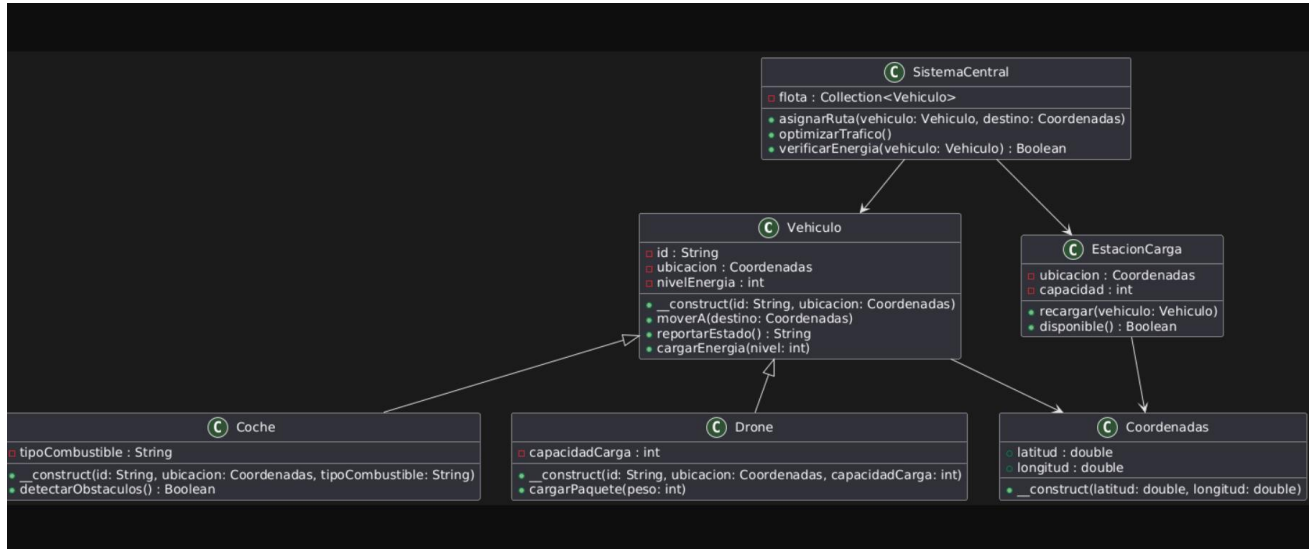 C SistemaCentral
flota : Collection<Vehiculo>
asignarRuta(vehiculo: Vehiculo, destino: Coordenadas)
optimizarTrafico()
verificarEnergia(vehiculo: Vehiculo) : Boolean
C Vehiculo
id : String
ubicacion : Coordenadas
nivelEnergia : int
__construct(id: String, ubicacion: Coordenadas)
moverA(destino: Coordenadas)
reportarEstado() : String
cargarEnergia(nivel: int)
C EstacionCarga
ubicacion : Coordenadas
capacidad : int
recargar(vehiculo: Vehiculo)
disponible() : Boolean
C Coche
tipoCombustible : String
__construct(id: String, ubicacion: Coordenadas, tipoCombustible: String)
detectarObstaculos() : Boolean
C Drone
capacidadCarga : int
__construct(id: String, ubicacion: Coordenadas, capacidadCarga: int)
cargarPaquete(peso: int)
C Coordenadas
latitud : double
longitud : double
__construct(latitud: double, longitud: double)